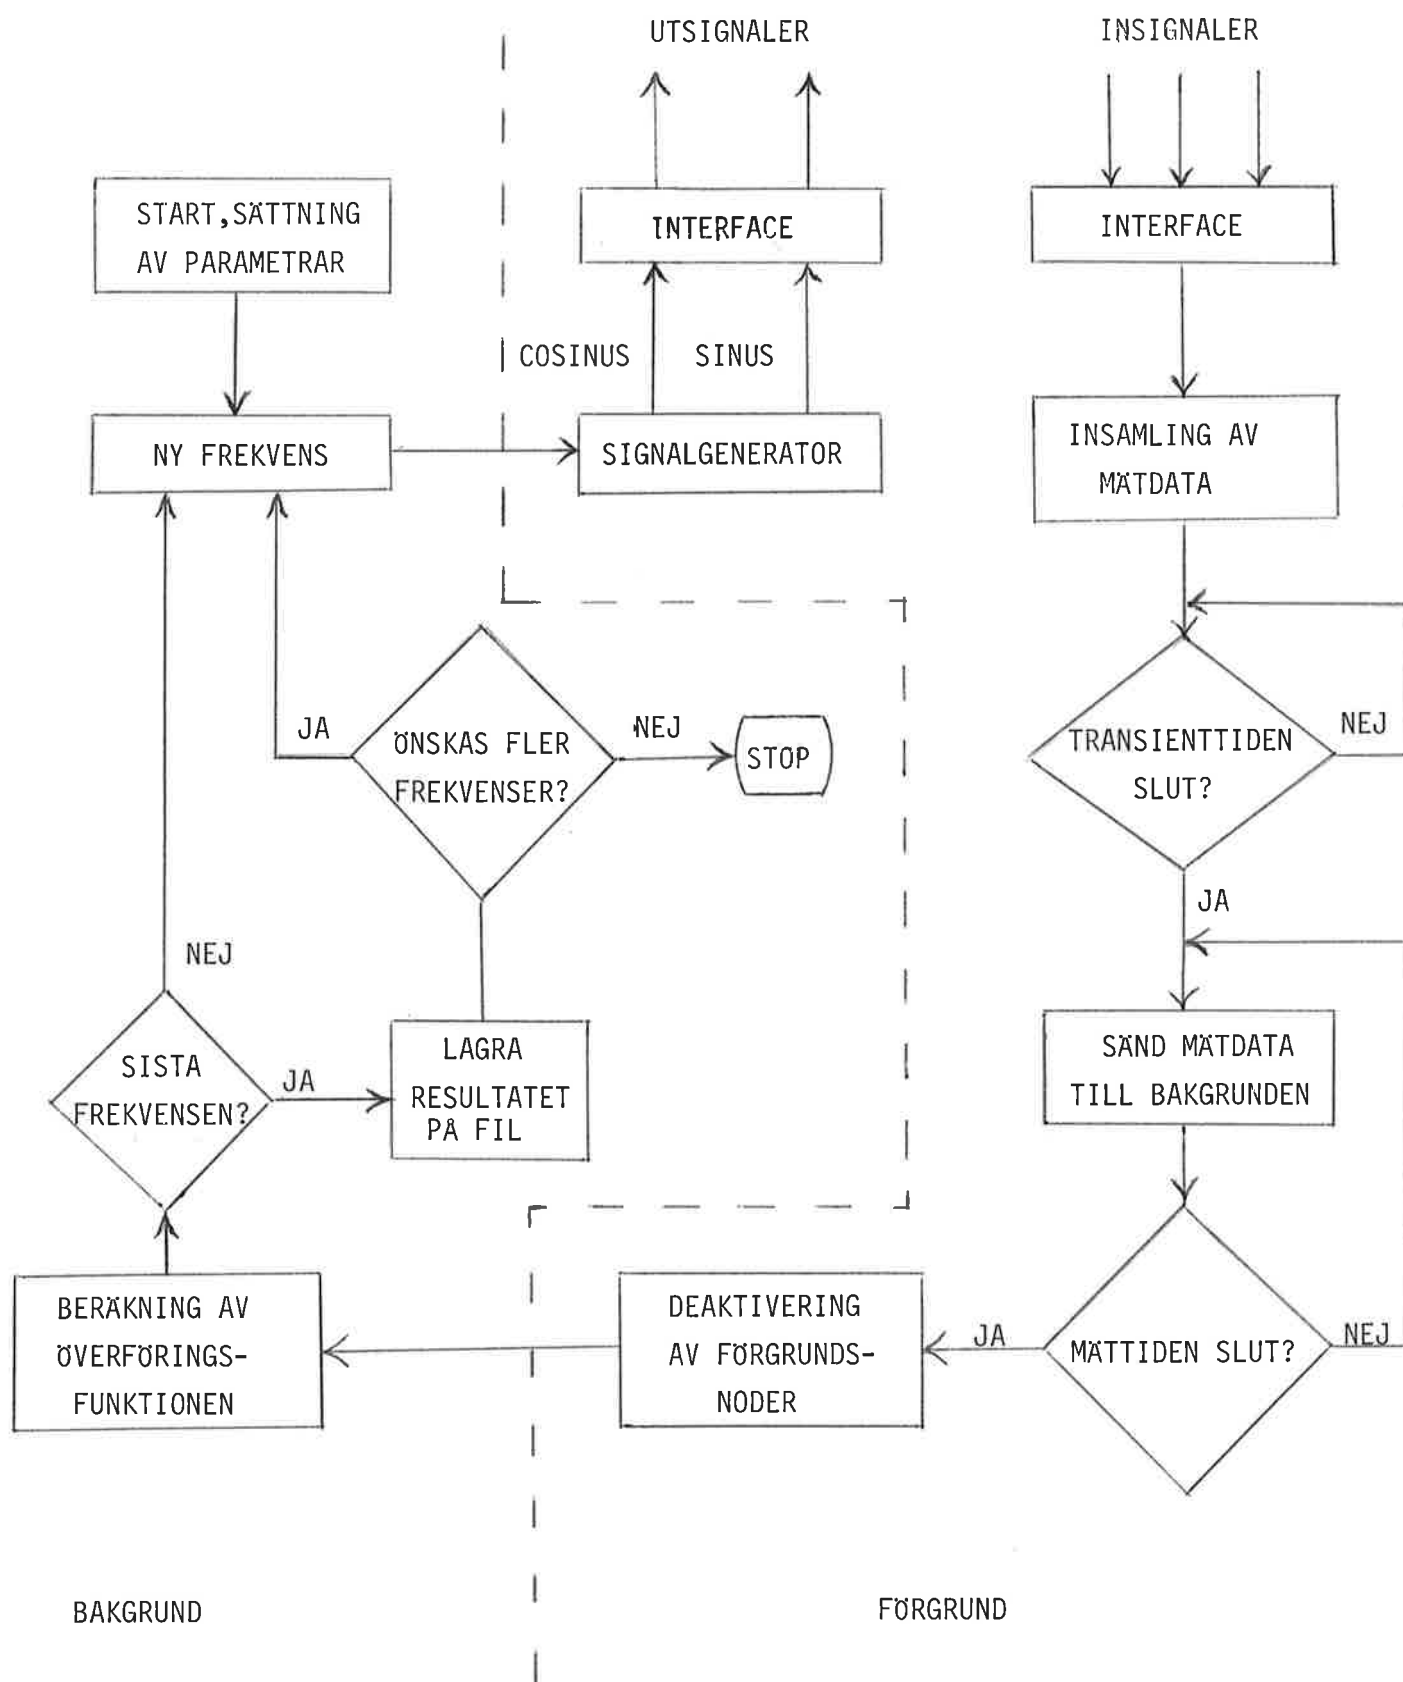 UTSIGNALER
INSIGNALER
START,SÄTTNING
AV PARAMETRAR
INTERFACE
INTERFACE
COSINUS
SINUS
NY FREKVENS
SIGNALGENERATOR
INSAMLING AV
MÄTDATA
JA
ÖNSKAS FLER
FREKVENSER?
NEJ
STOP
TRANSIENTTIDEN
SLUT?
NEJ
JA
NEJ
SISTA
FREKVENSEN?
JA
LAGRA
RESULTATET
PÅ FIL
SÄND MÄTDATA
TILL BAKGRUNDEN
BERÄKNING AV
ÖVERFÖRINGS-
FUNKTIONEN
DEAKTIVERING
AV FÖRGRUNDS-
NODER
JA
MÄTTIDEN SLUT?
NEJ
BAKGRUND
FÖRGRUND